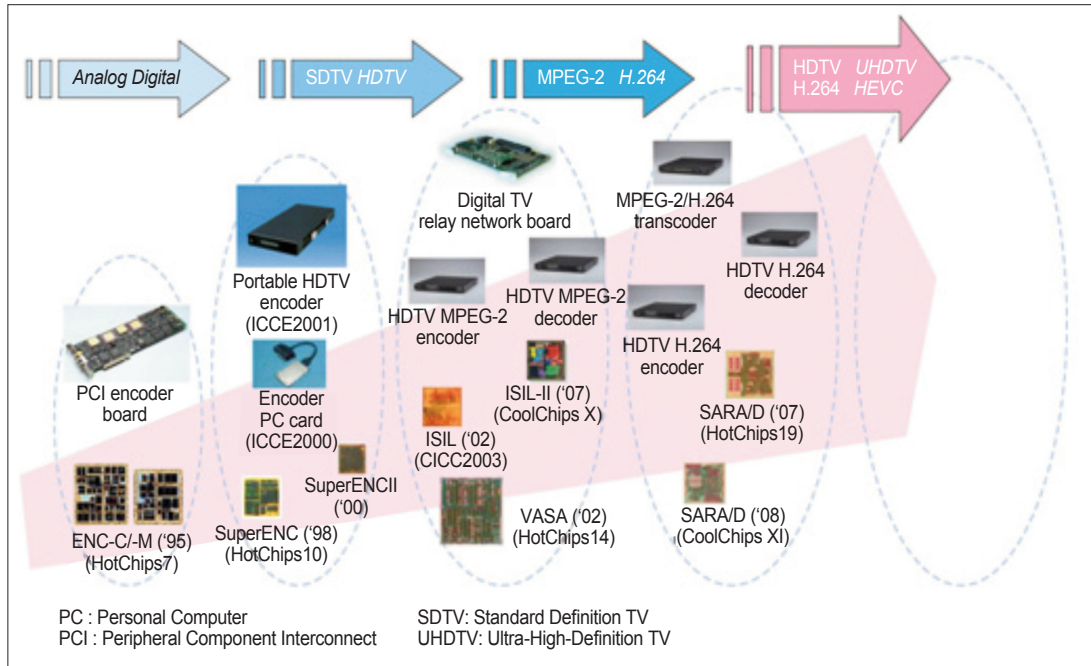 Analog Digital
SDTV HDTV
MPEG-2 H.264
HDTV UHDTV
H.264 HEVC
Digital TV
relay network board
MPEG-2/H.264
transcoder
Portable HDTV
encoder
(ICCE2001)
HDTV MPEG-2
encoder
HDTV MPEG-2
decoder
HDTV H.264
decoder
HDTV H.264
encoder
PCI encoder
board
Encoder
PC card
(ICCE2000)
ISIL-II (‘07)
(CoolChips X)
SARA/D (‘07)
(HotChips19)
ISIL (‘02)
(CICC2003)
SuperENCII
(‘00)
ENC-C/-M (‘95)
(HotChips7)
SuperENC (‘98)
(HotChips10)
VASA (‘02)
(HotChips14)
SARA/D (‘08)
(CoolChips XI)
PC : Personal Computer
PCI : Peripheral Component Interconnect
SDTV: Standard Definition TV
UHDTV: Ultra-High-Definition TV